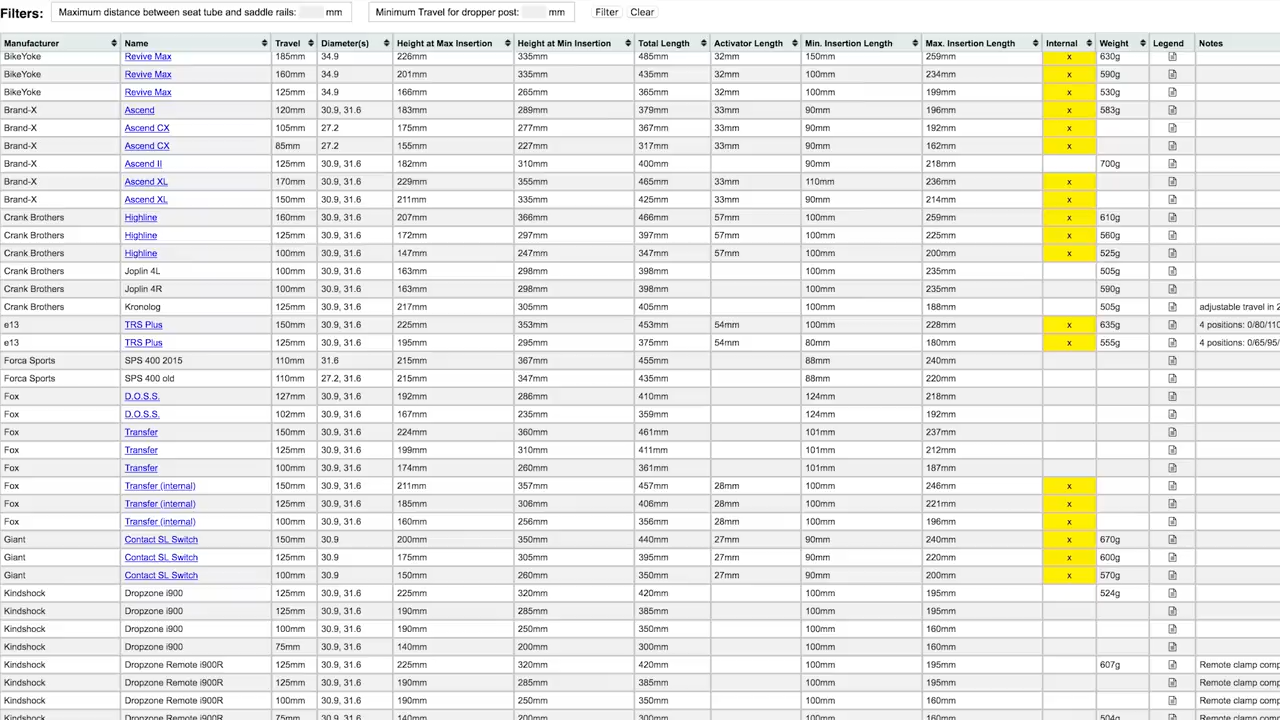 Filters: Maximum distance between seat tube and saddle rails: mm Minimum Travel for dropper post: mm Filter Clear
Manufacturer Name Travel Diameter(s) Height at Max Insertion Height at Min Insertion Total Length Activator Length Min. Insertion Length Max. Insertion Length Internal Weight Legend Notes
BikeYoke Revive Max 185mm 34.9 226mm 335mm 485mm 32mm 150mm 259mm x 630g
BikeYoke Revive Max 160mm 34.9 201mm 335mm 435mm 32mm 100mm 234mm x 590g
BikeYoke Revive Max 125mm 34.9 166mm 265mm 365mm 32mm 100mm 199mm x 530g
Brand-X Ascend 120mm 30.9, 31.6 183mm 289mm 379mm 33mm 90mm 196mm x 583g
Brand-X Ascend CX 105mm 27.2 175mm 277mm 367mm 33mm 90mm 192mm x
Brand-X Ascend CX 85mm 27.2 155mm 227mm 317mm 33mm 90mm 162mm x
Brand-X Ascend II 125mm 30.9, 31.6 182mm 310mm 400mm 90mm 218mm 700g
Brand-X Ascend XL 170mm 30.9, 31.6 229mm 355mm 465mm 33mm 110mm 236mm x
Brand-X Ascend XL 150mm 30.9, 31.6 211mm 335mm 425mm 33mm 90mm 214mm x
Crank Brothers Highline 160mm 30.9, 31.6 207mm 366mm 466mm 57mm 100mm 259mm x 610g
Crank Brothers Highline 125mm 30.9, 31.6 172mm 297mm 397mm 57mm 100mm 225mm x 560g
Crank Brothers Highline 100mm 30.9, 31.6 147mm 247mm 347mm 57mm 100mm 200mm x 525g
Crank Brothers Joplin 4L 100mm 30.9, 31.6 163mm 298mm 398mm 100mm 235mm 505g
Crank Brothers Joplin 4R 100mm 30.9, 31.6 163mm 298mm 398mm 100mm 235mm 590g
Crank Brothers Kronolog 125mm 30.9, 31.6 217mm 305mm 405mm 100mm 188mm 505g adjustable travel in 2
e13 TRS Plus 150mm 30.9, 31.6 225mm 353mm 453mm 54mm 100mm 228mm x 635g 4 positions: 0/80/110
e13 TRS Plus 125mm 30.9, 31.6 195mm 295mm 375mm 54mm 80mm 180mm x 555g 4 positions: 0/65/95/
Forca Sports SPS 400 2015 110mm 31.6 215mm 367mm 455mm 88mm 240mm
Forca Sports SPS 400 old 110mm 27.2, 31.6 215mm 347mm 435mm 88mm 220mm
Fox D.O.S.S. 127mm 30.9, 31.6 192mm 286mm 410mm 124mm 218mm
Fox D.O.S.S. 102mm 30.9, 31.6 167mm 235mm 359mm 124mm 192mm
Fox Transfer 150mm 30.9, 31.6 224mm 360mm 461mm 101mm 237mm
Fox Transfer 125mm 30.9, 31.6 199mm 310mm 411mm 101mm 212mm
Fox Transfer 100mm 30.9, 31.6 174mm 260mm 361mm 101mm 187mm
Fox Transfer (internal) 150mm 30.9, 31.6 211mm 357mm 457mm 28mm 100mm 246mm x
Fox Transfer (internal) 125mm 30.9, 31.6 185mm 306mm 406mm 28mm 100mm 221mm x
Fox Transfer (internal) 100mm 30.9, 31.6 160mm 256mm 356mm 28mm 100mm 196mm x
Giant Contact SL Switch 150mm 30.9 200mm 350mm 440mm 27mm 90mm 240mm x 670g
Giant Contact SL Switch 125mm 30.9 175mm 305mm 395mm 27mm 90mm 220mm x 600g
Giant Contact SL Switch 100mm 30.9 150mm 260mm 350mm 27mm 90mm 200mm x 570g
Kindshock Dropzone i900 125mm 30.9, 31.6 225mm 320mm 420mm 100mm 195mm 524g
Kindshock Dropzone i900 125mm 30.9, 31.6 190mm 285mm 385mm 100mm 195mm
Kindshock Dropzone i900 100mm 30.9, 31.6 190mm 250mm 350mm 100mm 160mm
Kindshock Dropzone i900 75mm 30.9, 31.6 140mm 200mm 300mm 100mm 160mm
Kindshock Dropzone Remote i900R 125mm 30.9, 31.6 225mm 320mm 420mm 100mm 195mm 607g Remote clamp comp
Kindshock Dropzone Remote i900R 125mm 30.9, 31.6 190mm 285mm 385mm 100mm 195mm Remote clamp comp
Kindshock Dropzone Remote i900R 100mm 30.9, 31.6 190mm 250mm 350mm 100mm 160mm Remote clamp comp
Kindshock Dropzone Remote i900R 75mm 30.9, 31.6 140mm 200mm 300mm 100mm 160mm 504g Remote clamp comp